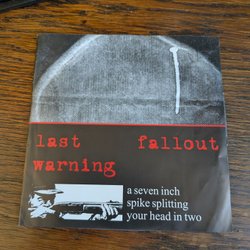 last fallout
warning
a seven inch
spike splitting
your head in two